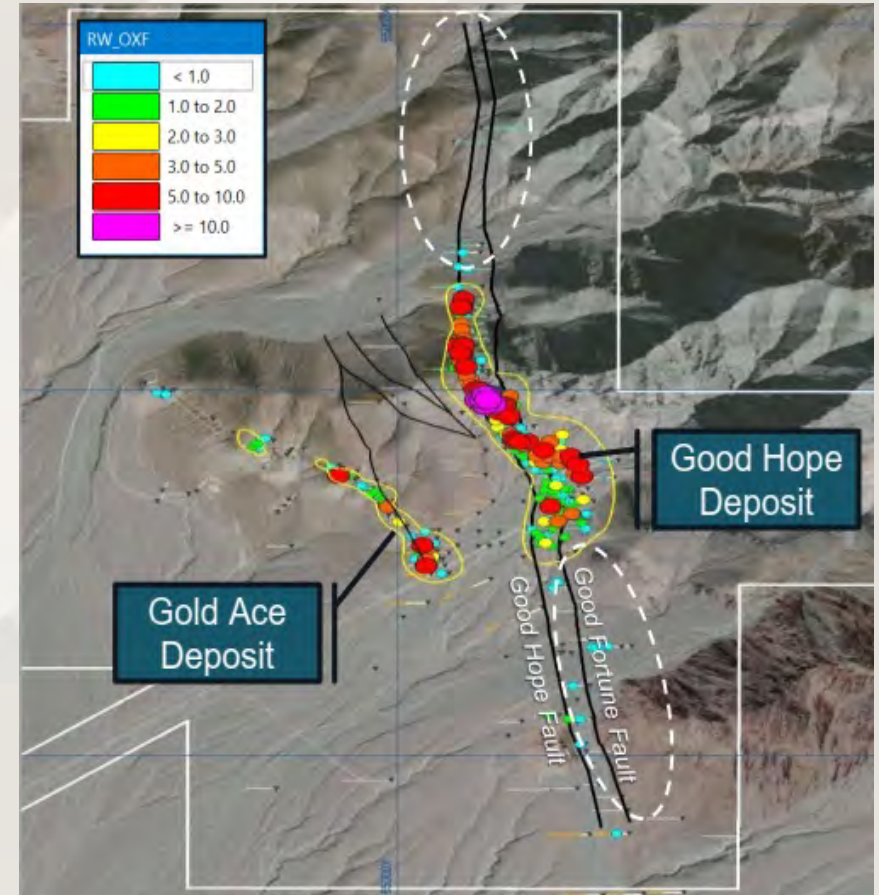 RW_OXF
< 1.0
1.0 to 2.0
2.0 to 3.0
3.0 to 5.0
5.0 to 10.0
>= 10.0
Good Hope
Deposit
Gold Ace
Deposit
Good Hope Fault
Good Fortune Fault